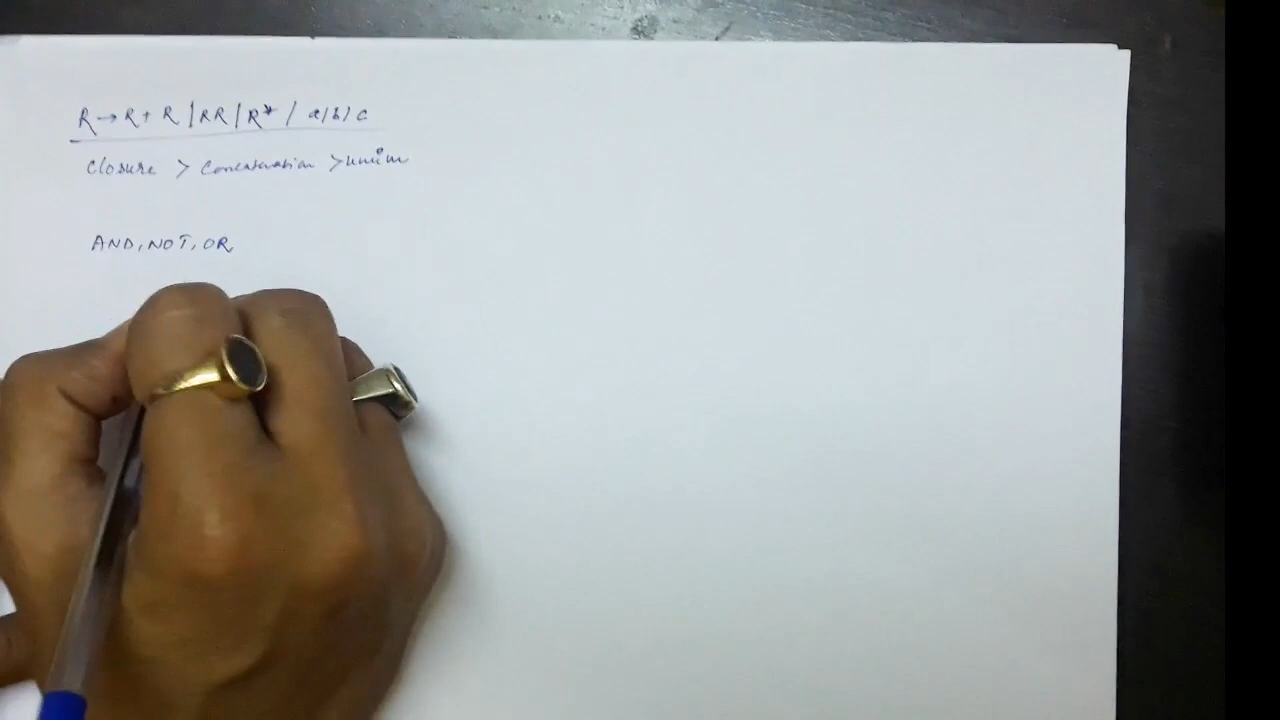 R → R + R | RR | R* / a/b/c
Closure > Concatenation > union
AND, NOT, OR